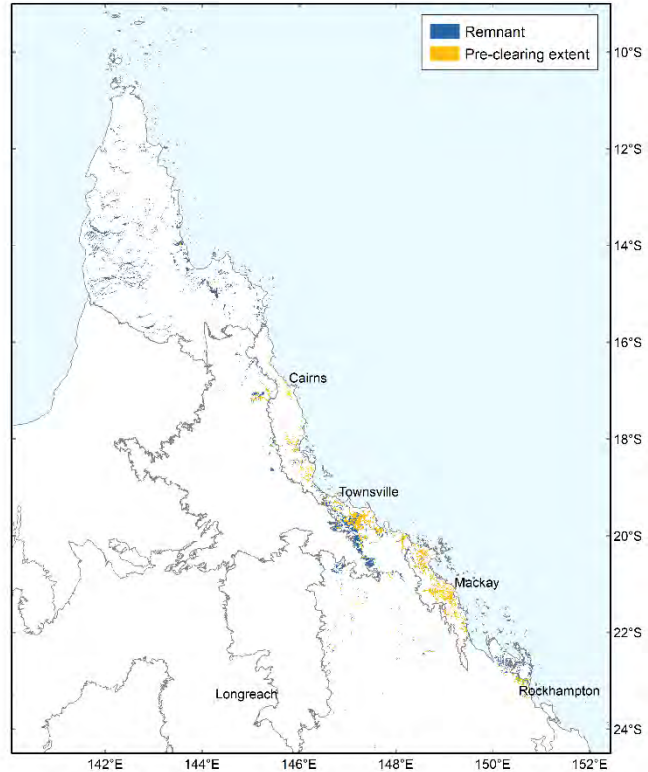 Remnant
Pre-clearing extent
10°S
12°S
14°S
16°S
Cairns
18°S
Townsville
20°S
Mackay
22°S
Longreach
Rockhampton
24°S
142°E 144°E 146°E 148°E 150°E 152°E